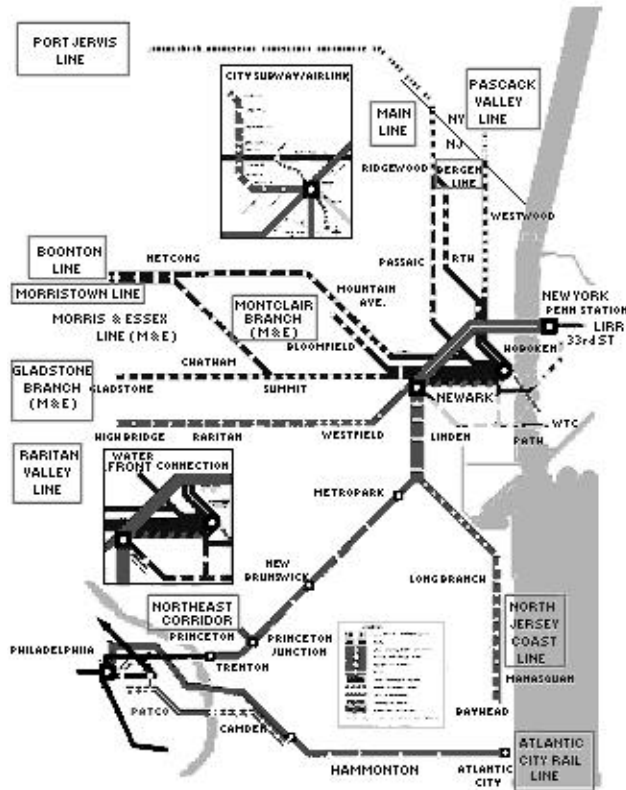 PORT JERVIS
LINE
CITY SUBWAY/AIRLINK
MAIN
LINE
PASCACK
VALLEY
LINE
NY
NJ
RIDGEWOOD
BERGEN
LINE
WESTWOOD
BOONTON
LINE
NETCONG
MORRISTOWN LINE
MORRIS & ESSEX
LINE (M&E)
MONTCLAIR
BRANCH
(M&E)
MOUNTAIN
AVE.
PASSAIC
RTH
BLOOMFIELD
NEW YORK
PENN STATION
LIRR
33rd ST
HOBOKEN
CHATHAM
GLADSTONE
BRANCH
(M&E)
GLADSTONE
SUMMIT
NEWARK
HIGH BRIDGE
RARITAN
WESTFIELD
LINDEN
WTC
PATH
RARITAN
VALLEY
LINE
WATER
FRONT CONNECTION
METROPARK
NEW
BRUNSWICK
LONG BRANCH
NORTHEAST
CORRIDOR
PRINCETON
PRINCETON
JUNCTION
NORTH
JERSEY
COAST
LINE
PHILADELPHIA
TRENTON
MANASQUAN
BAYHEAD
PATCO
CAMDEN
HAMMONTON
ATLANTIC
CITY
ATLANTIC
CITY RAIL
LINE